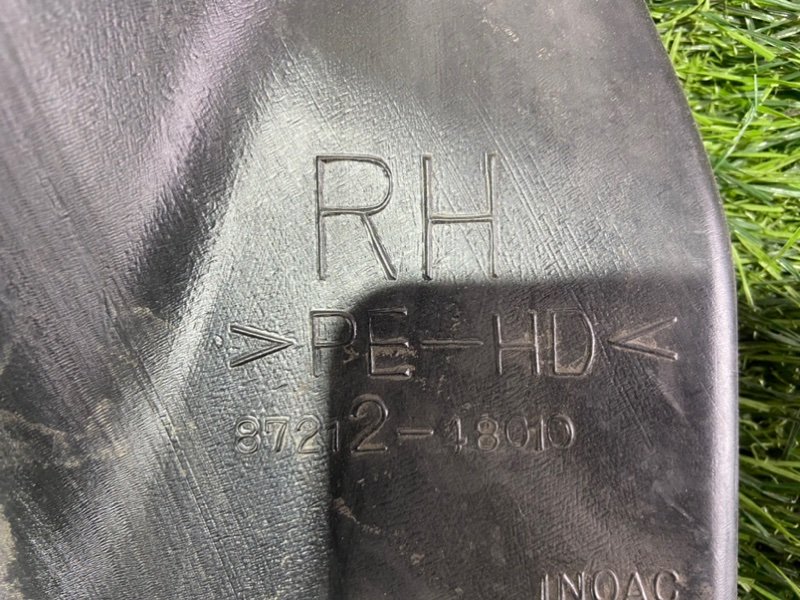 RH
>PE-HD<
87212-48010
INOAC